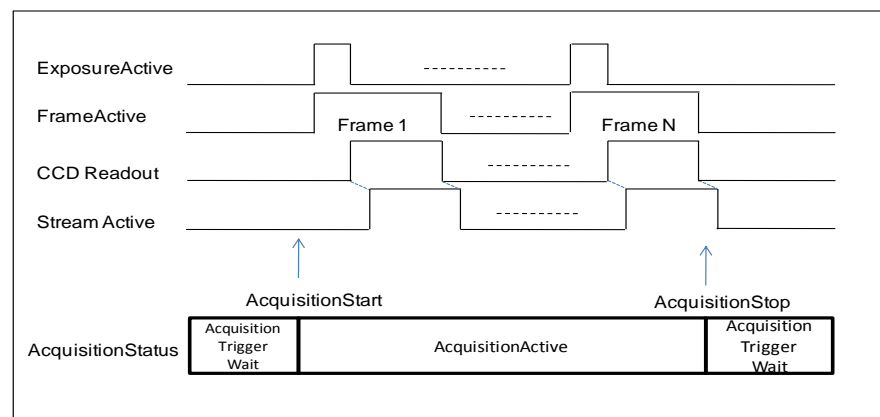 ExposureActive
FrameActive
Frame 1
Frame N
CCD Readout
Stream Active
AcquisitionStart
AcquisitionStop
AcquisitionStatus
Acquisition
Trigger
Wait
AcquisitionActive
Acquisition
Trigger
Wait